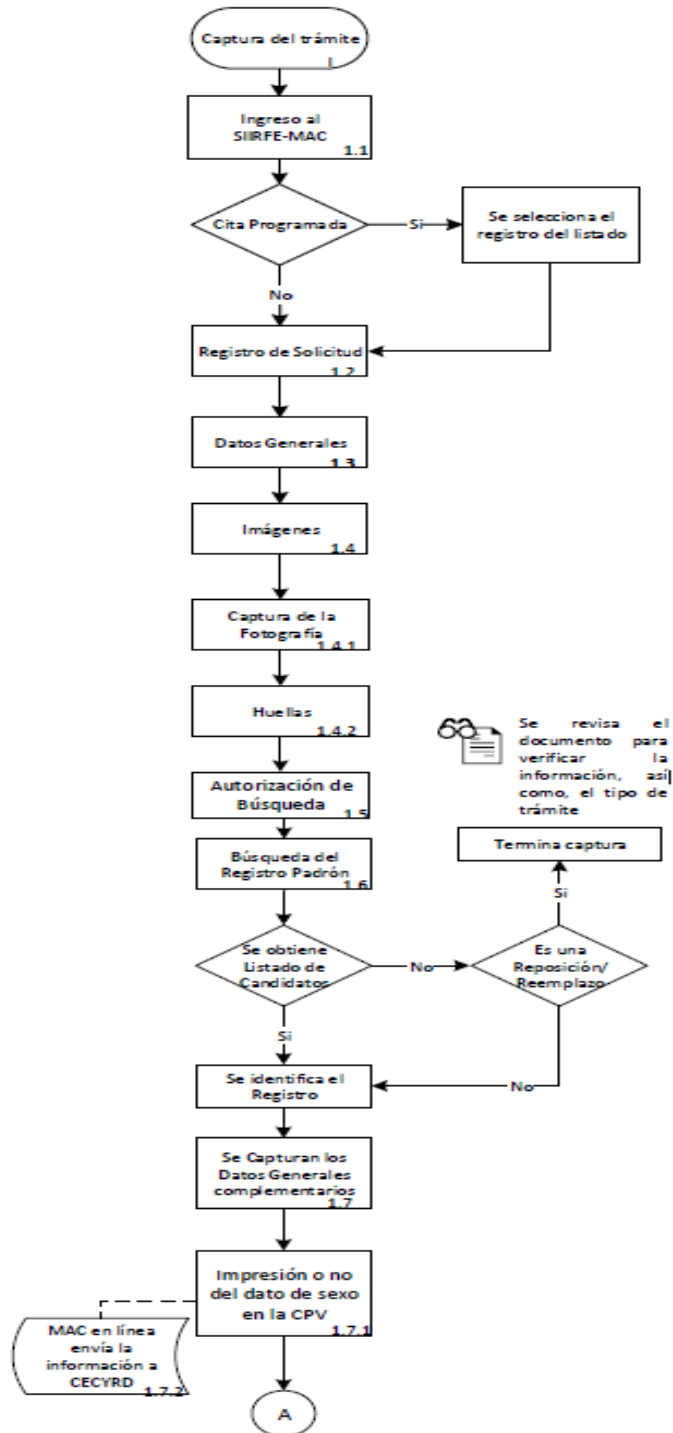 Captura del trámite
I
Ingreso al
SIIRFE-MAC
1.1
Cita Programada
Si
Se selecciona el
registro del listado
No
Registro de Solicitud
1.2
Datos Generales
1.3
Imágenes
1.4
Captura de la
Fotografía
1.4.1
Huellas
1.4.2
Se revisa el
documento para
verificar la
información, así
como, el tipo de
trámite
Autorización de
Búsqueda
1.5
Termina captura
Búsqueda del
Registro Padrón
1.6
Si
Se obtiene
Listado de
Candidatos
No
Es una
Reposición/
Reemplazo
Si
Se identifica el
Registro
No
Se Capturan los
Datos Generales
complementarios
1.7
Impresión o no
del dato de sexo
en la CPV
1.7.1
MAC en línea
envía la
información a
CECYRD
1.7.2
A